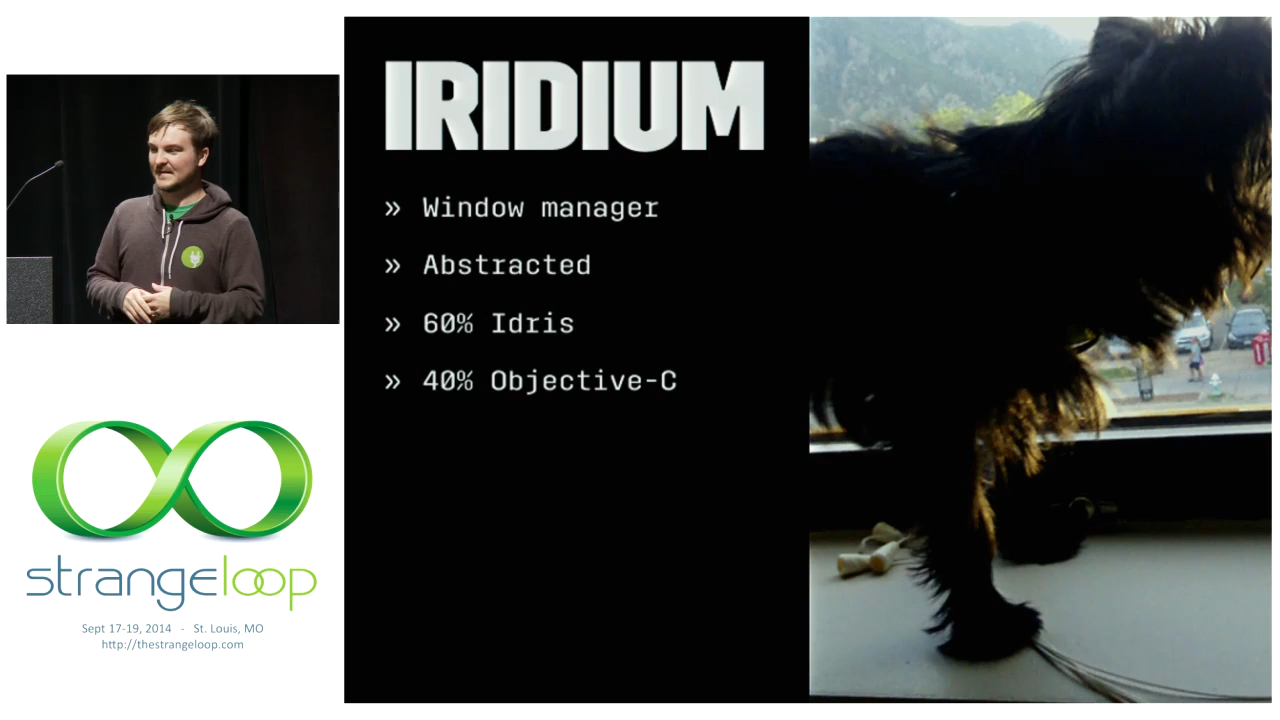 IRIDIUM
» Window manager
» Abstracted
» 60% Idris
» 40% Objective-C
strangeloop
Sept 17-19, 2014 - St. Louis, MO
http://thestrangeloop.com